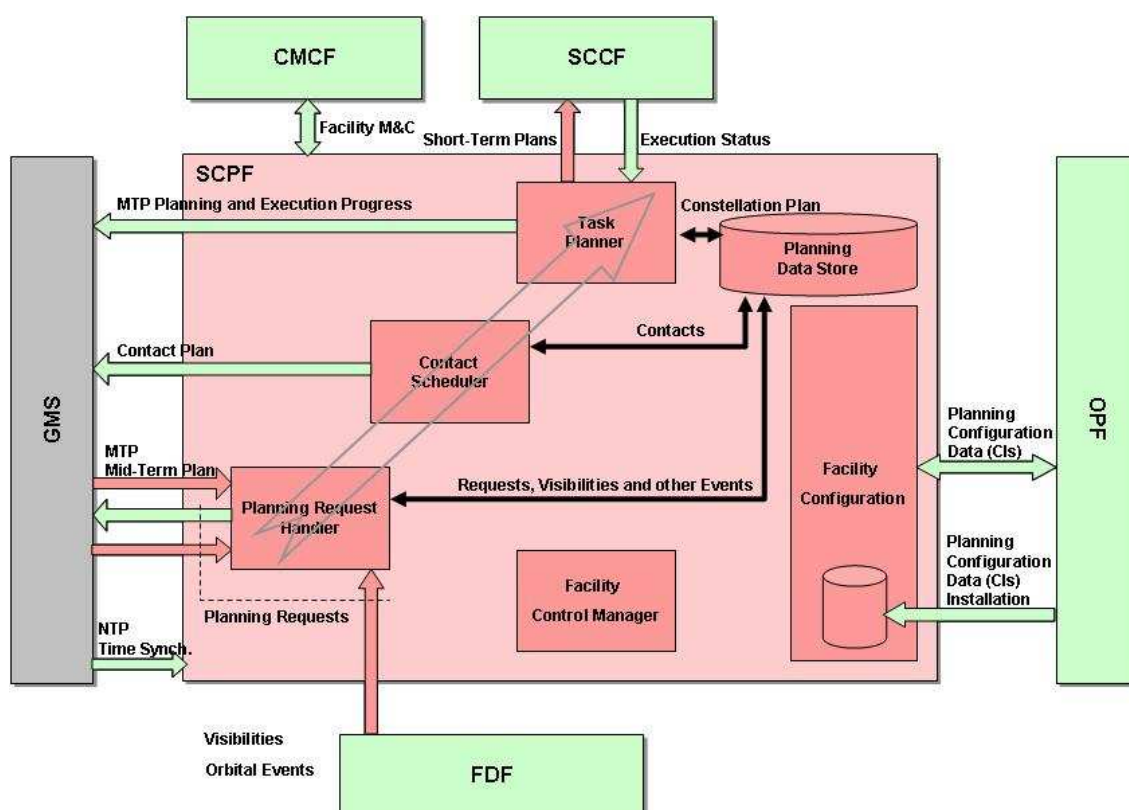 CMCF
SCCF
Facility M&C
Short-Term Plans
Execution Status
SCPF
MTP Planning and Execution Progress
Task
Planner
Constellation Plan
Planning
Data Store
Contacts
Contact Plan
Contact
Scheduler
GMS
OPF
MTP
Mid-Term Plan
Planning Request
Handler
Requests, Visibilities and other Events
Facility
Configuration
Planning
Configuration
Data (CIs)
Planning
Configuration
Data (CIs)
Installation
Facility
Control Manager
Planning Requests
NTP
Time Synch.
Visibilities
Orbital Events
FDF